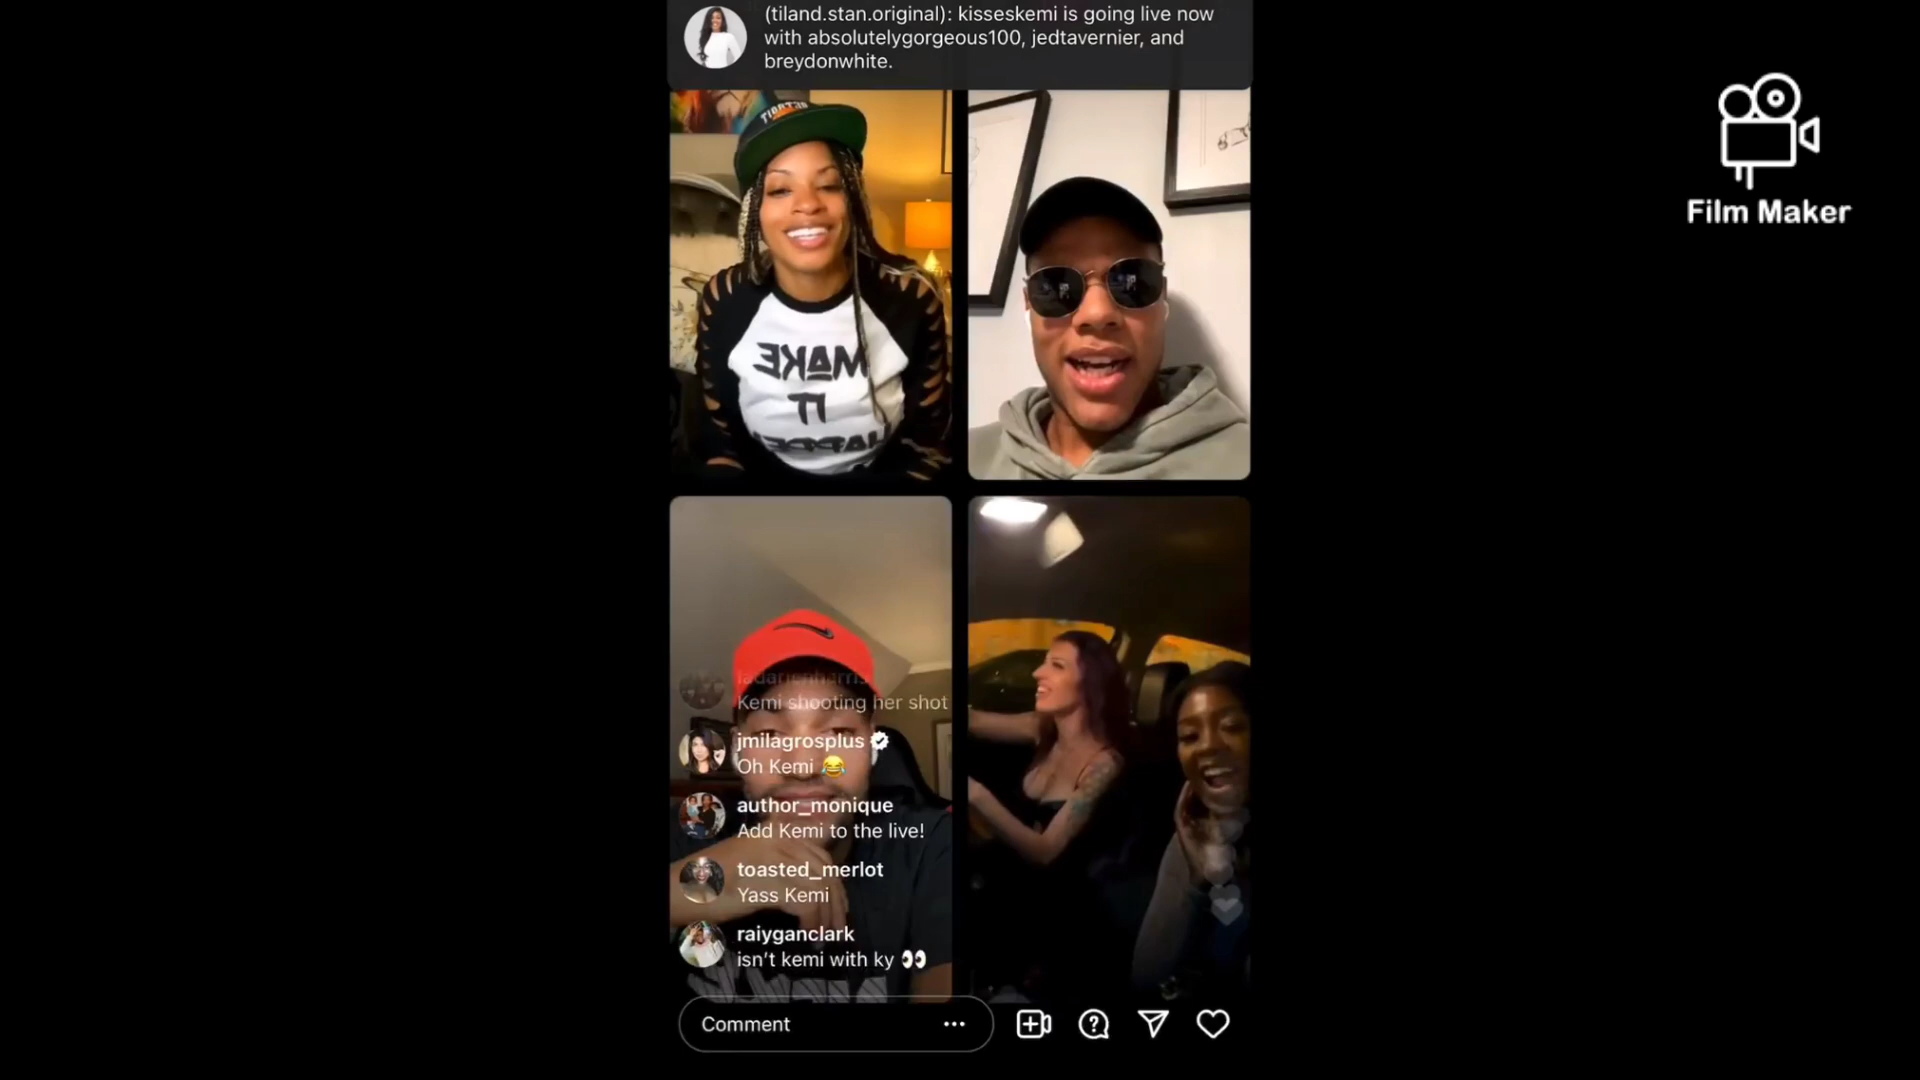 (tiland.stan.original): kisseskemi is going live now
with absolutelygorgeous100, jedtavernier, and
breydonwhite.
Film Maker
MAKE
IT
HAPPEN
ladarienharris
Kemi shooting her shot
jmilagrosplus
Oh Kemi 😂
author_monique
Add Kemi to the live!
toasted_merlot
Yass Kemi
raiyganclark
isn't kemi with ky 👀
Comment